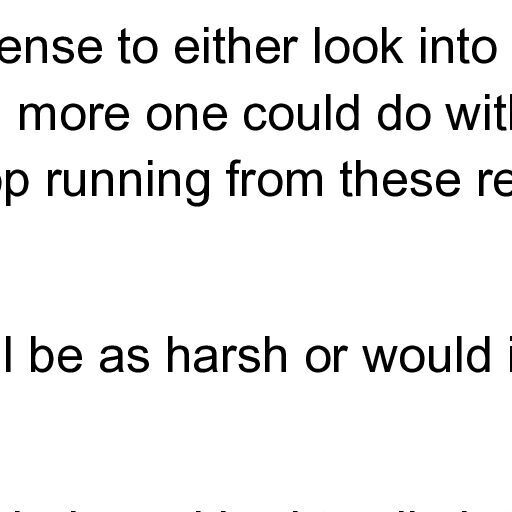 ense to either look into
more one could do with
op running from these re
l be as harsh or would i